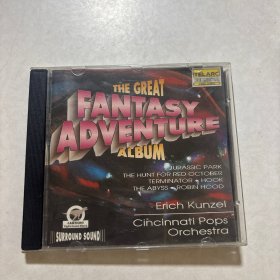 TELARC
THE GREAT
FANTASY
ADVENTURE
ALBUM
JURASSIC PARK
THE HUNT FOR RED OCTOBER
TERMINATOR • HOOK
THE ABYSS • ROBIN HOOD
Erich Kunzel
Cincinnati Pops
Orchestra
SURROUND SOUND